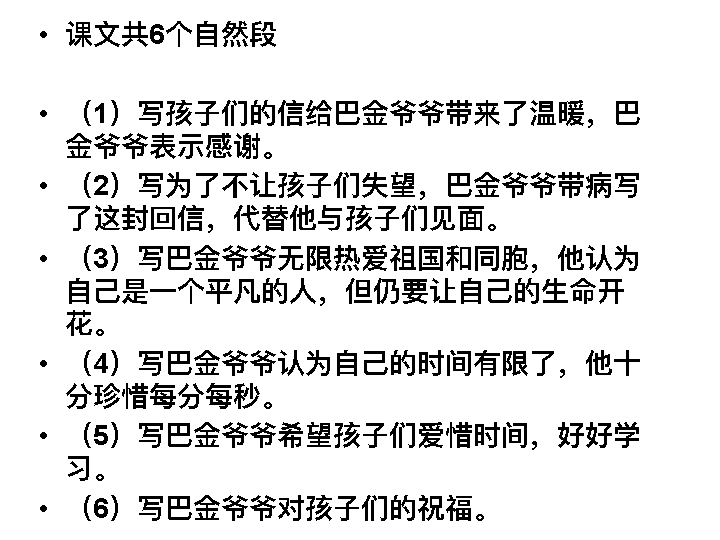 • 课文共6个自然段
• （1）写孩子们的信给巴金爷爷带来了温暖，巴
金爷爷表示感谢。
• （2）写为了不让孩子们失望，巴金爷爷带病写
了这封回信，代替他与孩子们见面。
• （3）写巴金爷爷无限热爱祖国和同胞，他认为
自己是一个平凡的人，但仍要让自己的生命开
花。
• （4）写巴金爷爷认为自己的时间有限了，他十
分珍惜每分每秒。
• （5）写巴金爷爷希望孩子们爱惜时间，好好学
习。
• （6）写巴金爷爷对孩子们的祝福。